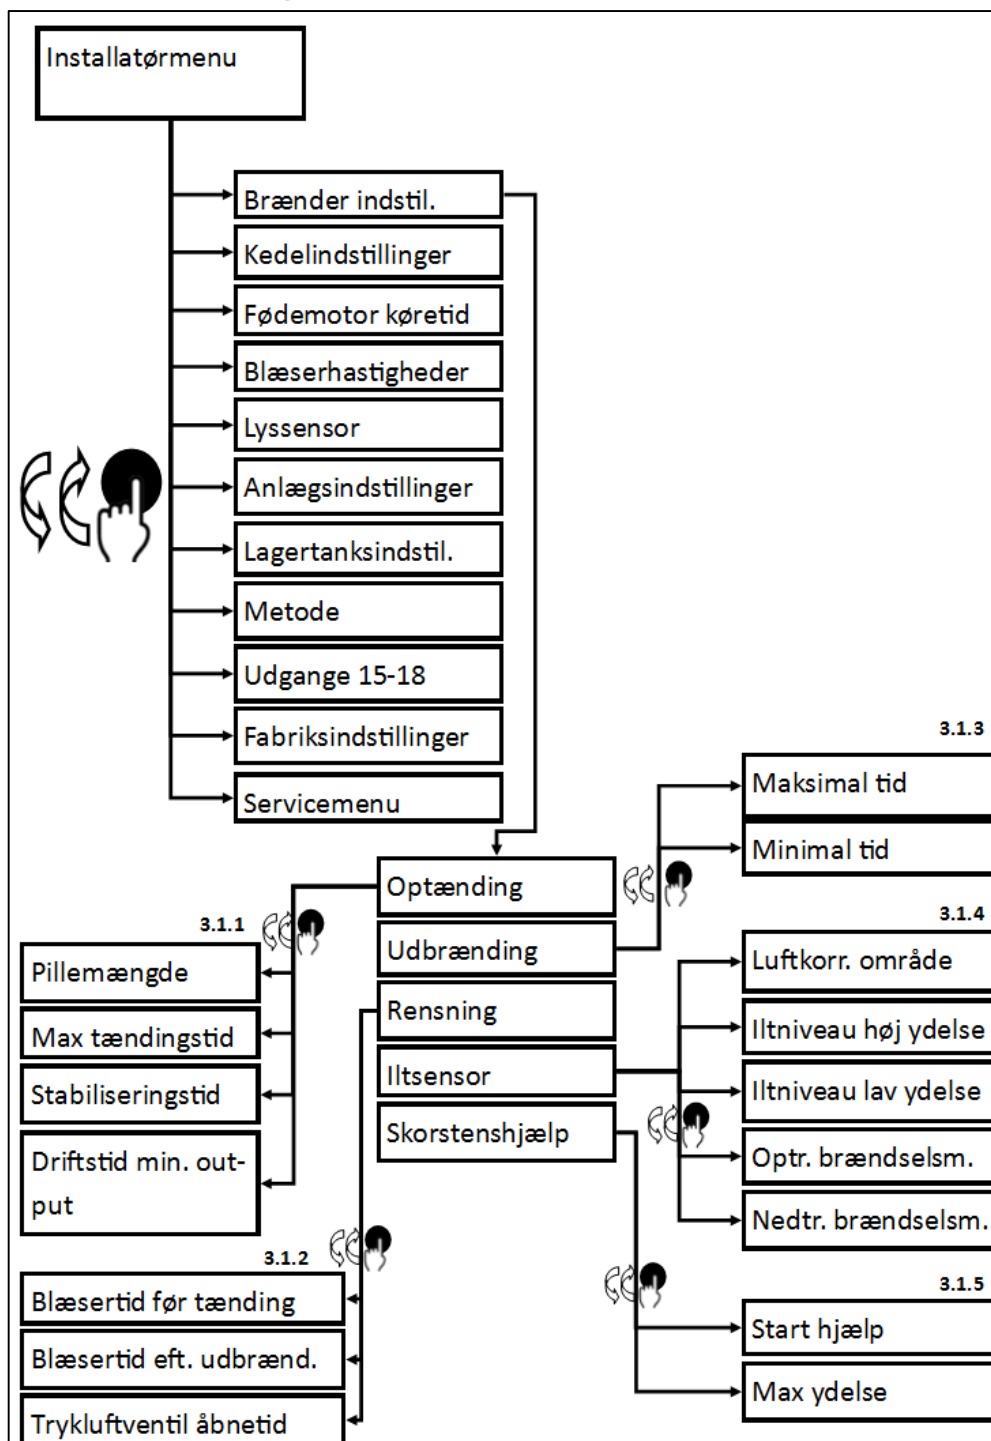 Installatørmenu
Brænder indstil.
Kedelindstillinger
Fødemotor køretid
Blæserhastigheder
Lyssensor
Anlægsindstillinger
Lagertanksindstil.
Metode
Udgange 15-18
Fabriksindstillinger
Servicemenu
Optænding
Udbrænding
Rensning
Iltsensor
Skorstenshjælp
3.1.1
Pillemængde
Max tændingstid
Stabiliseringstid
Driftstid min. out-
put
3.1.2
Blæsertid før tænding
Blæsertid eft. udbrænd.
Trykluftventil åbnetid
3.1.3
Maksimal tid
Minimal tid
3.1.4
Luftkorr. område
Iltniveau høj ydelse
Iltniveau lav ydelse
Optr. brændselsm.
Nedtr. brændselsm.
3.1.5
Start hjælp
Max ydelse